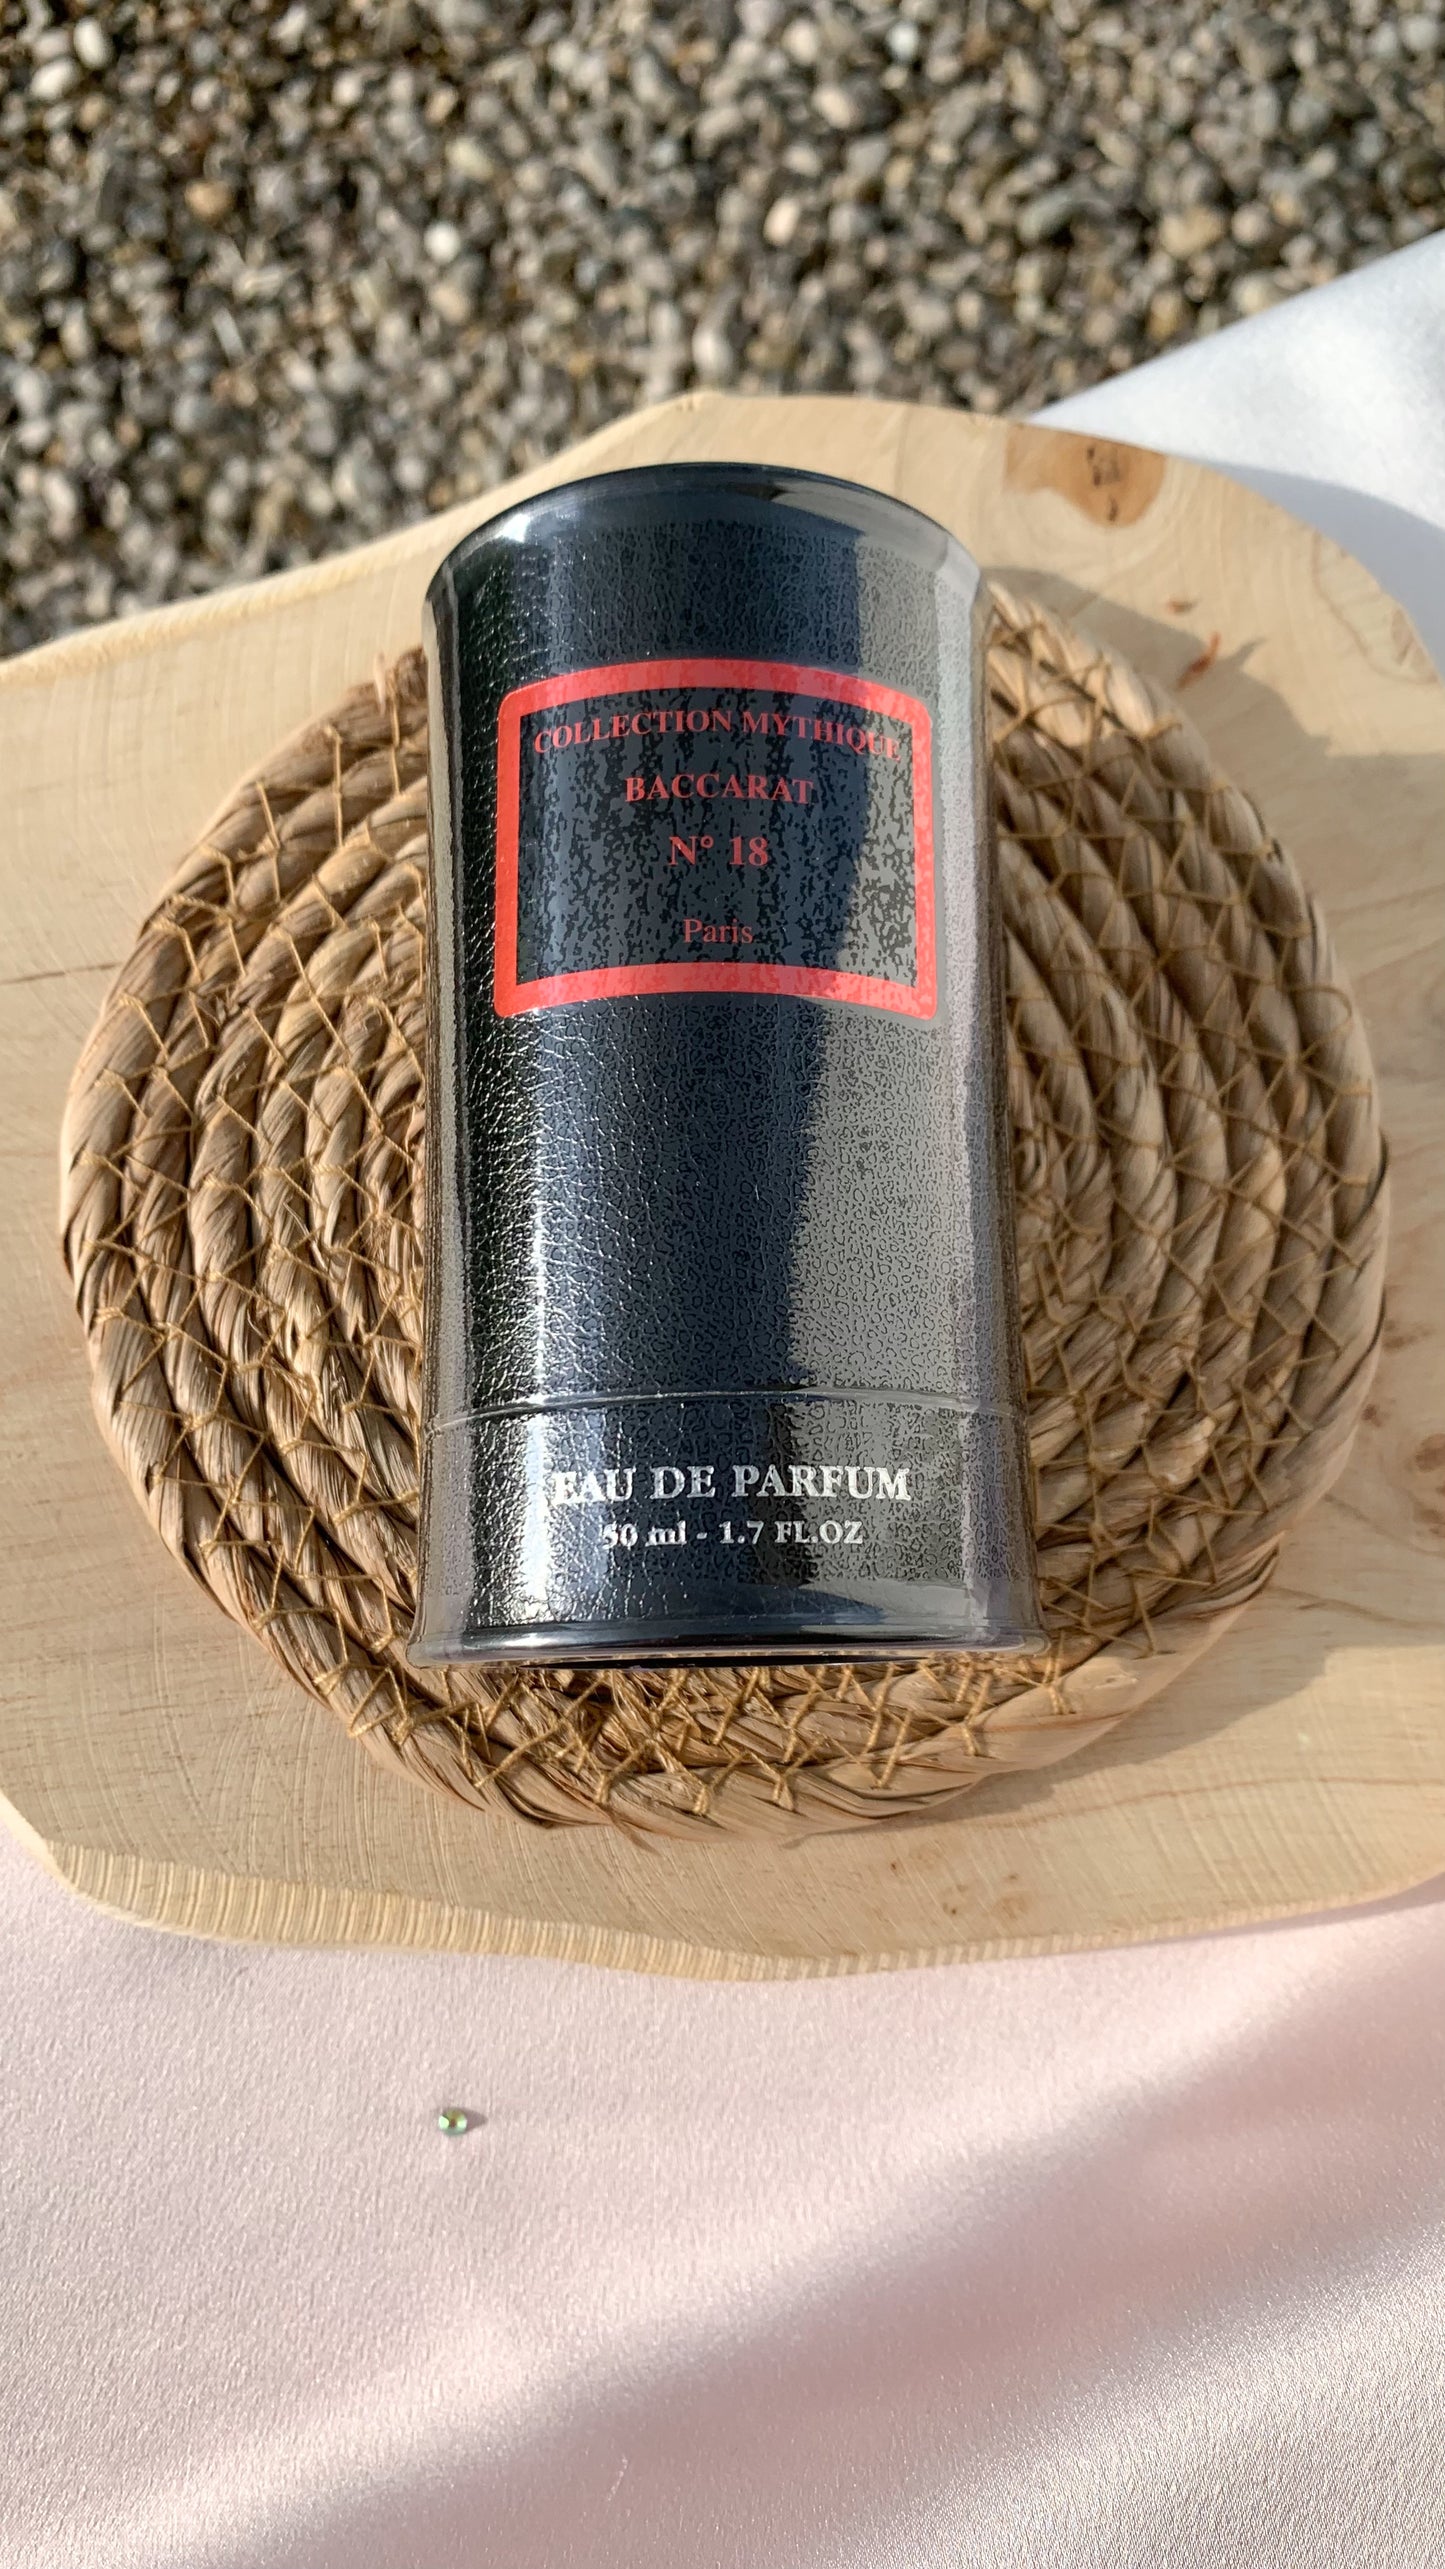 COLLECTION MYTHIQUE
BACCARAT
N° 18
Paris
EAU DE PARFUM
50 ml - 1.7 FL.OZ